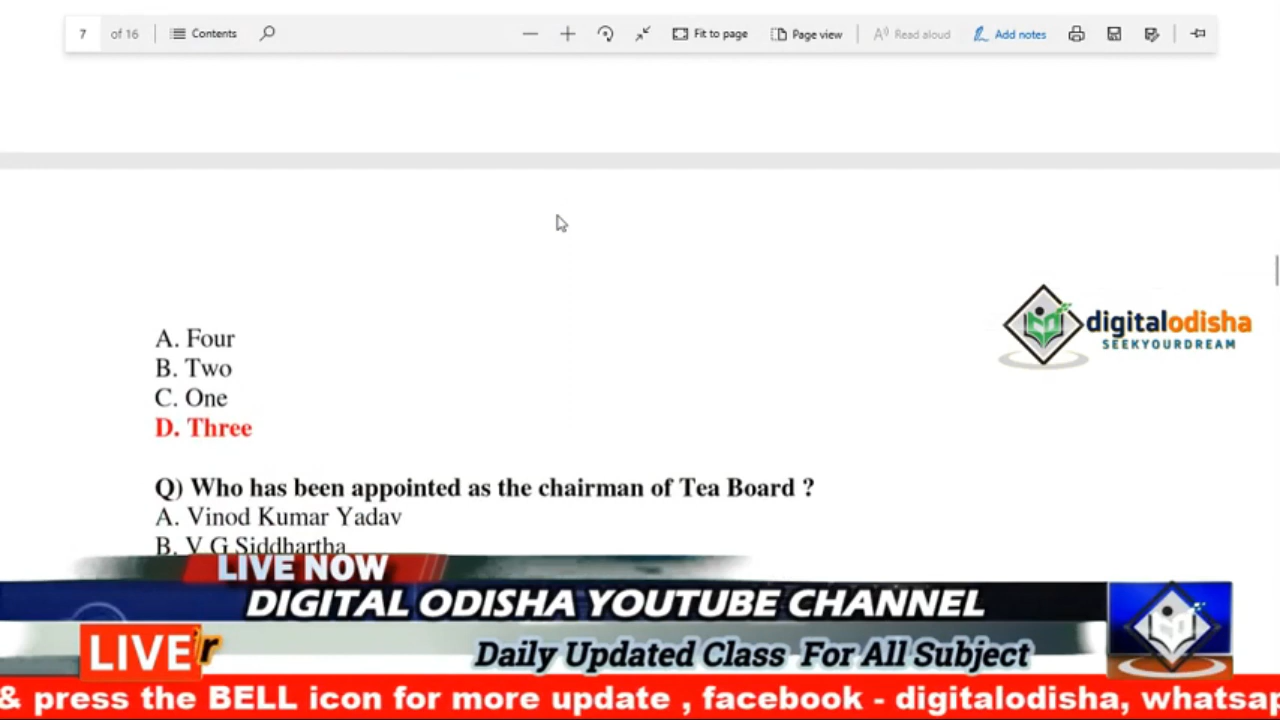 7 of 16 Contents Fit to page Page view Read aloud Add notes
digitalodisha
SEEKYOURDREAM
A. Four
B. Two
C. One
D. Three
Q) Who has been appointed as the chairman of Tea Board ?
A. Vinod Kumar Yadav
B. V G Siddhartha
LIVE NOW
DIGITAL ODISHA YOUTUBE CHANNEL
LIVE
Daily Updated Class For All Subject
& press the BELL icon for more update , facebook - digitalodisha, whatsap